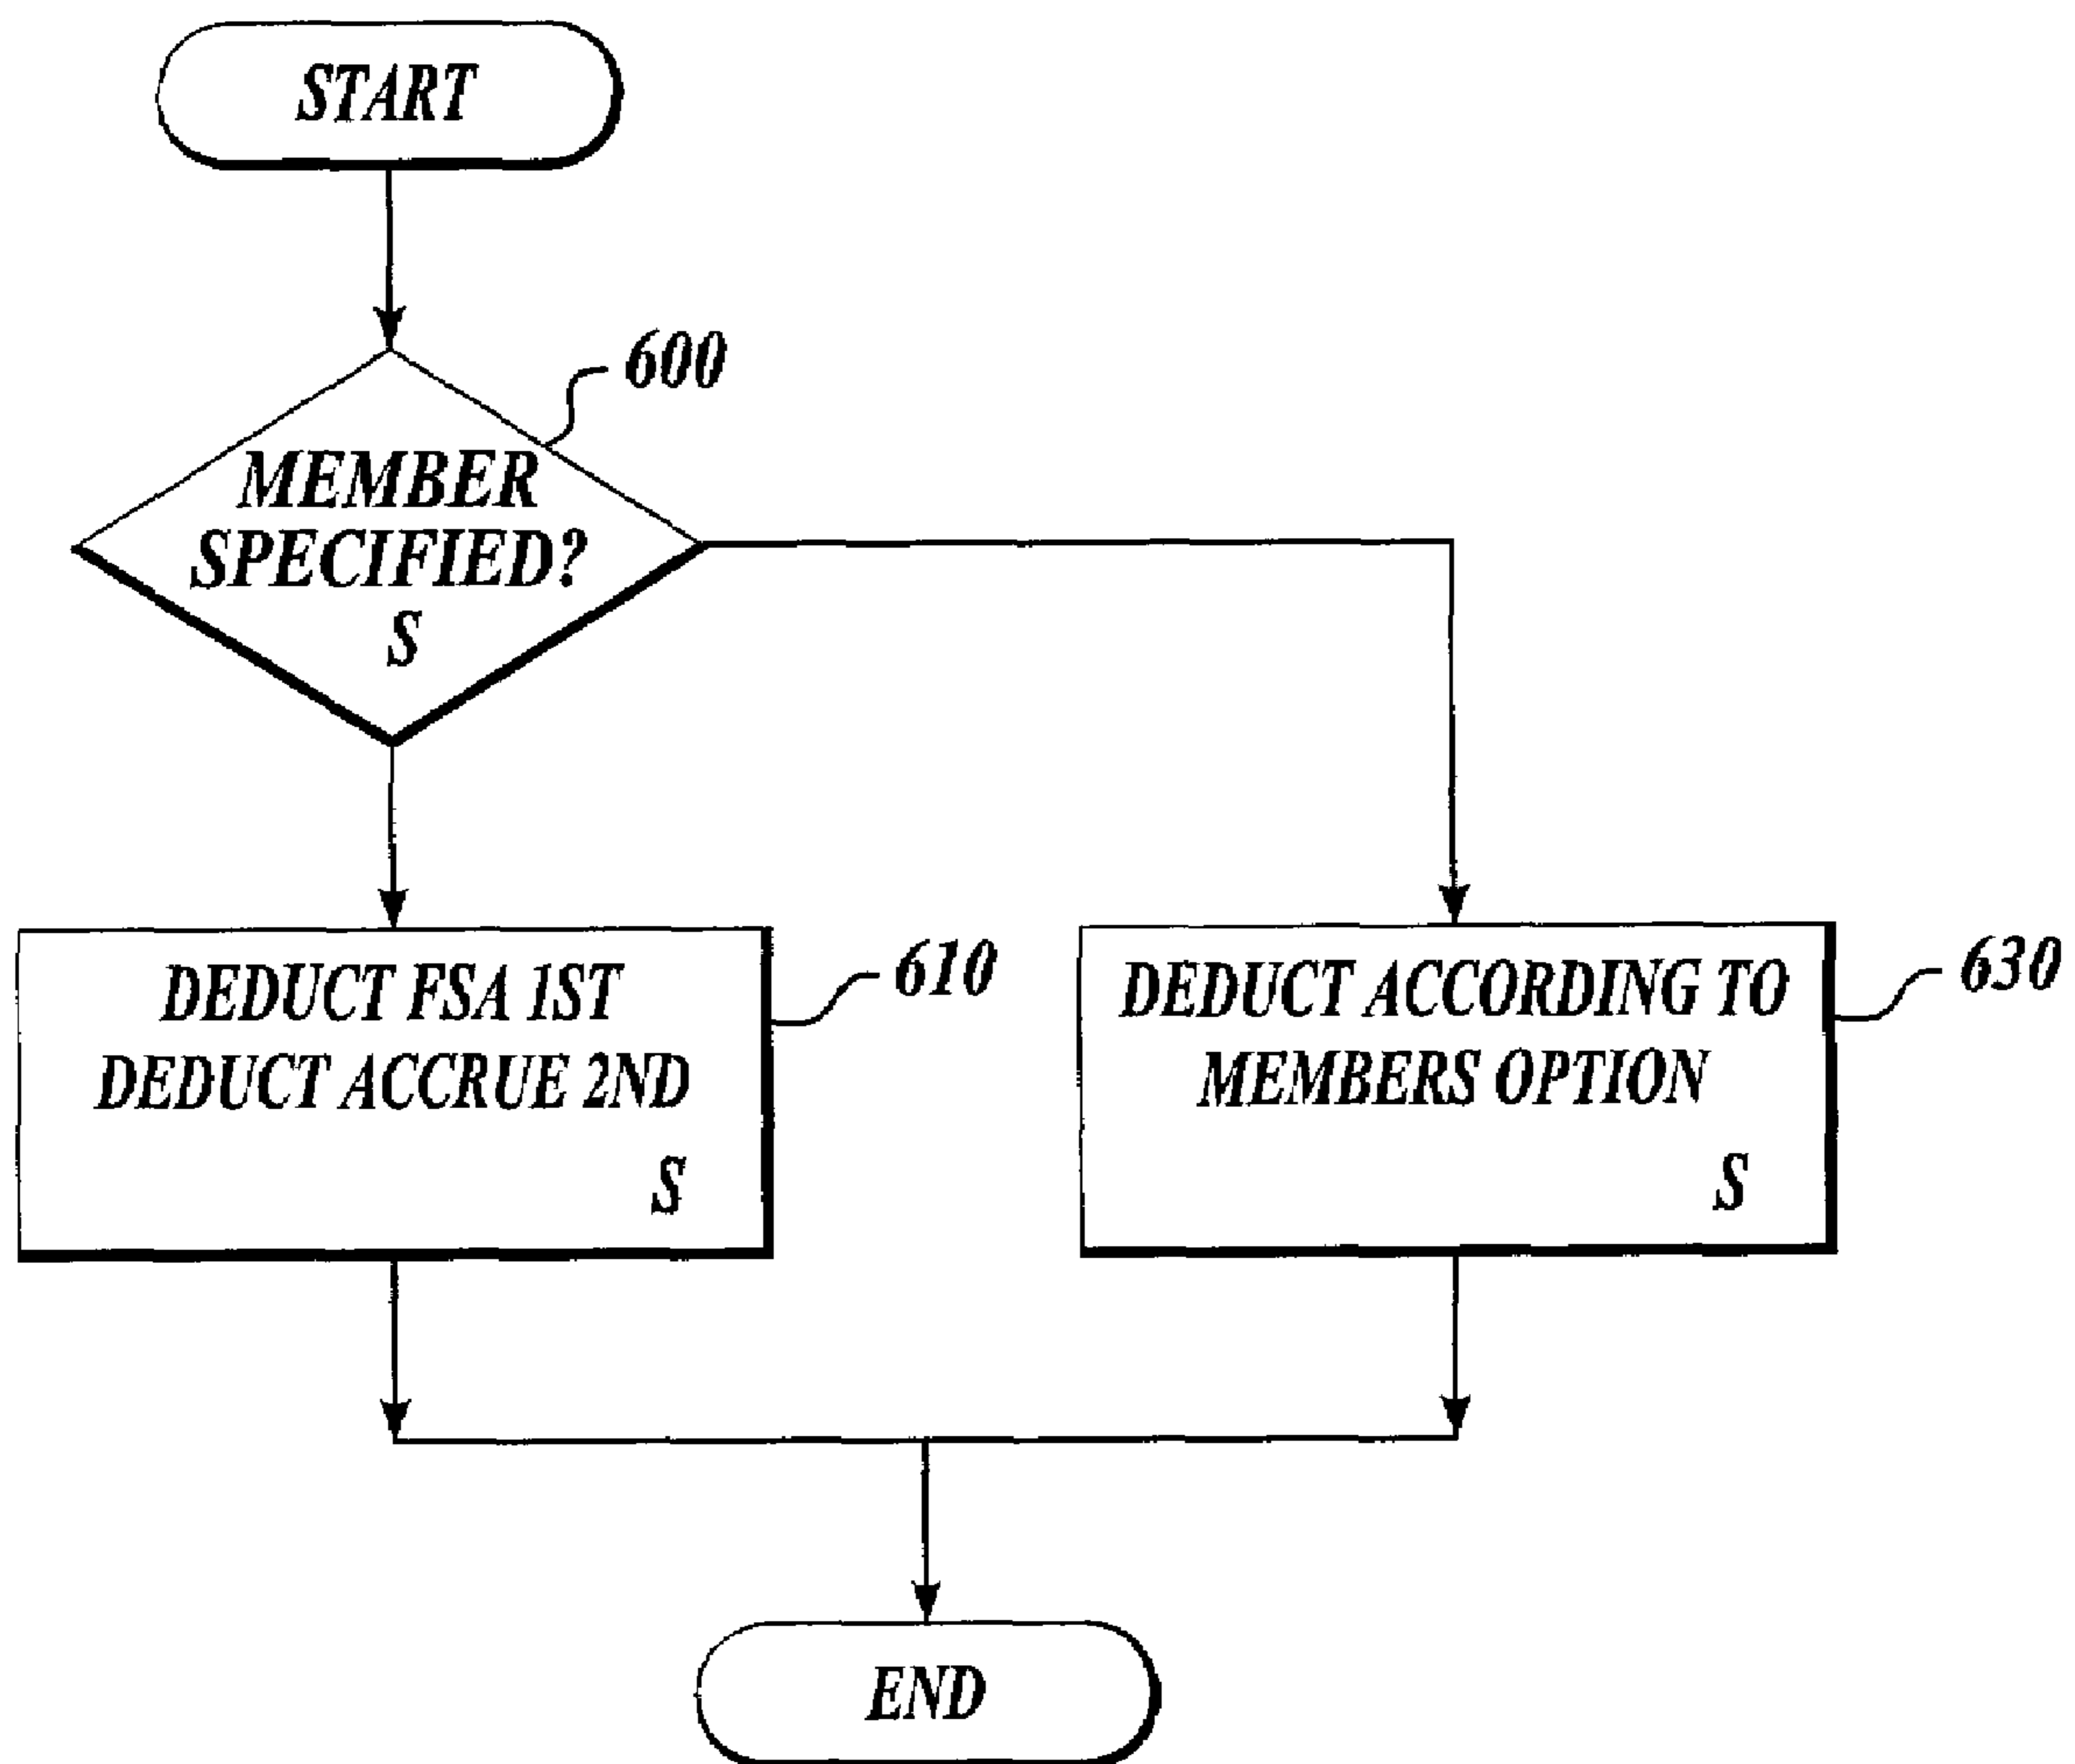 START
600
MEMBER
SPECIFIED?
S
DEDUCT FSA 1ST
DEDUCT ACCRUE 2ND
S
610
DEDUCT ACCORDING TO
MEMBERS OPTION
S
630
END